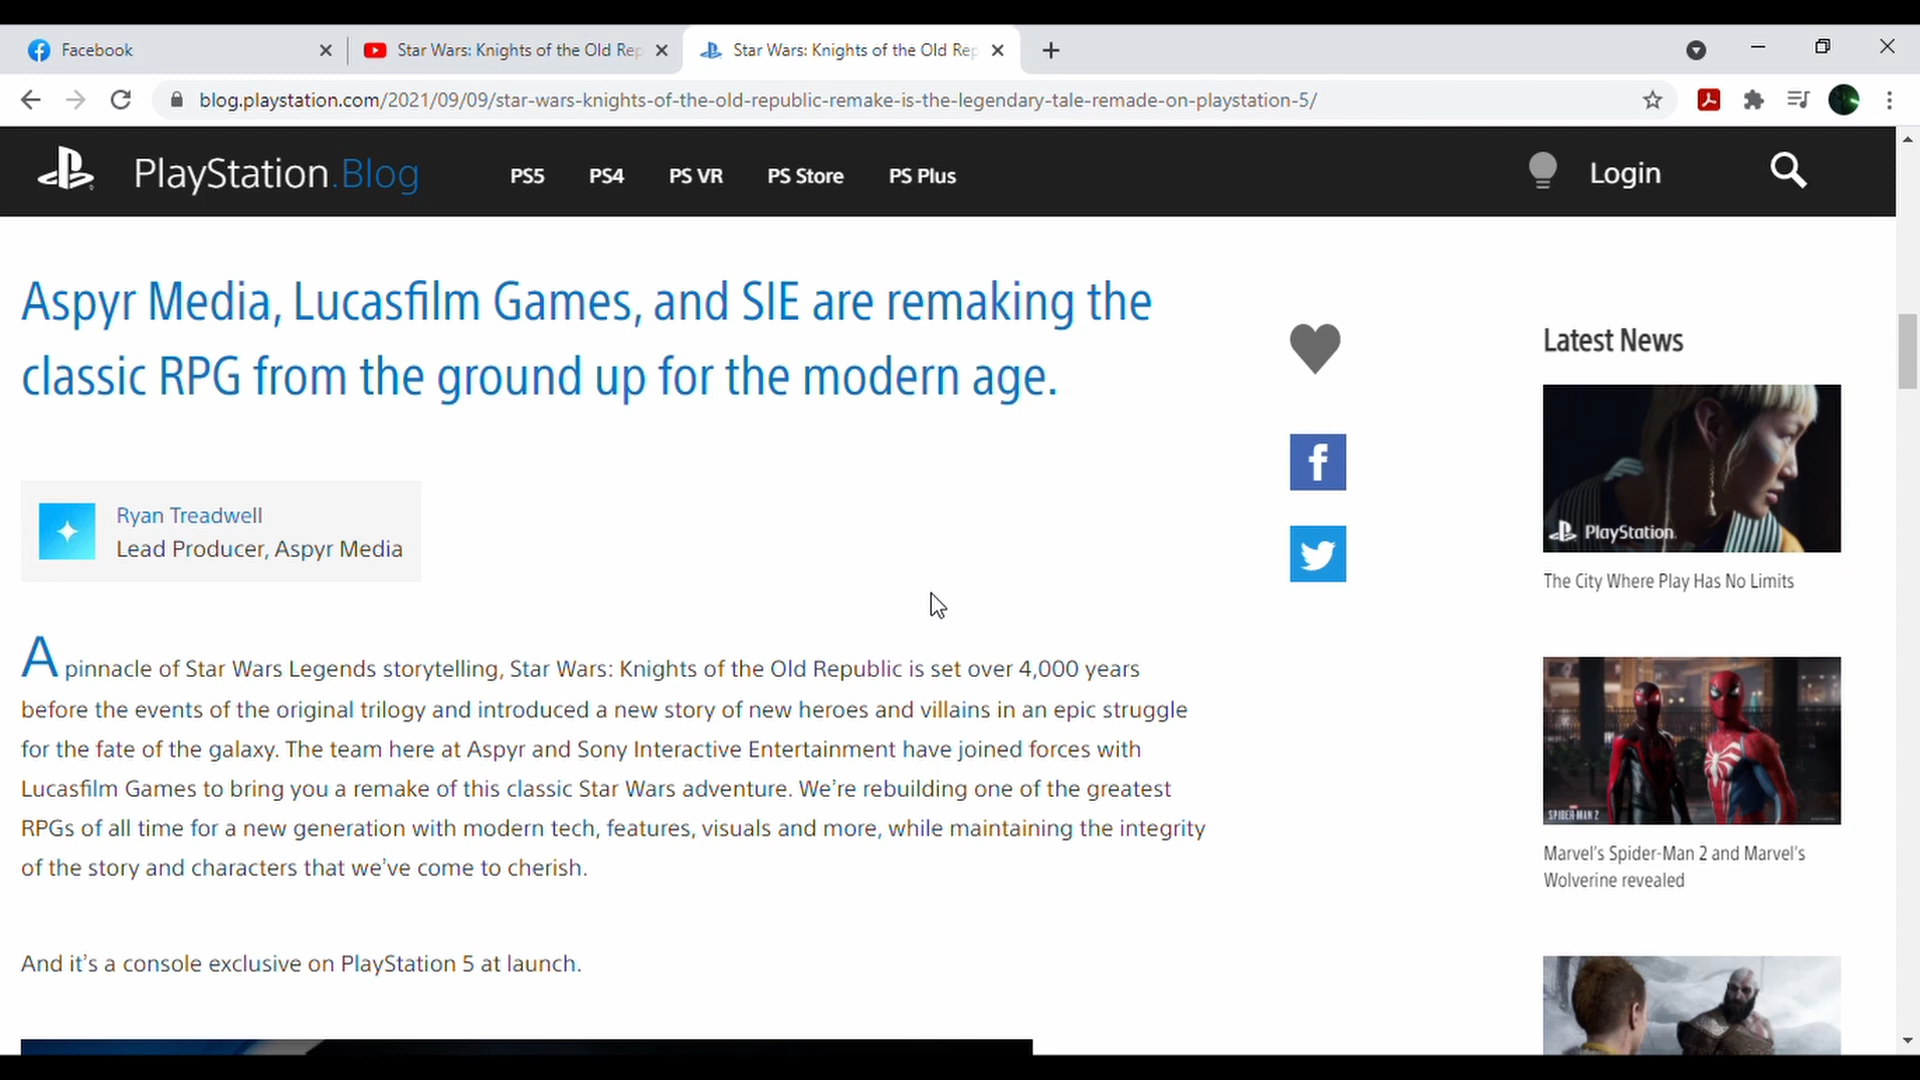 Facebook
Star Wars: Knights of the Old Rep
Star Wars: Knights of the Old Rep
blog.playstation.com/2021/09/09/star-wars-knights-of-the-old-republic-remake-is-the-legendary-tale-remade-on-playstation-5/
PlayStation.Blog
PS5
PS4
PS VR
PS Store
PS Plus
Login
Aspyr Media, Lucasfilm Games, and SIE are remaking the
classic RPG from the ground up for the modern age.
Ryan Treadwell
Lead Producer, Aspyr Media
A pinnacle of Star Wars Legends storytelling, Star Wars: Knights of the Old Republic is set over 4,000 years
before the events of the original trilogy and introduced a new story of new heroes and villains in an epic struggle
for the fate of the galaxy. The team here at Aspyr and Sony Interactive Entertainment have joined forces with
Lucasfilm Games to bring you a remake of this classic Star Wars adventure. We're rebuilding one of the greatest
RPGs of all time for a new generation with modern tech, features, visuals and more, while maintaining the integrity
of the story and characters that we've come to cherish.
And it's a console exclusive on PlayStation 5 at launch.
Latest News
PlayStation
The City Where Play Has No Limits
SPIDER-MAN 2
Marvel's Spider-Man 2 and Marvel's
Wolverine revealed